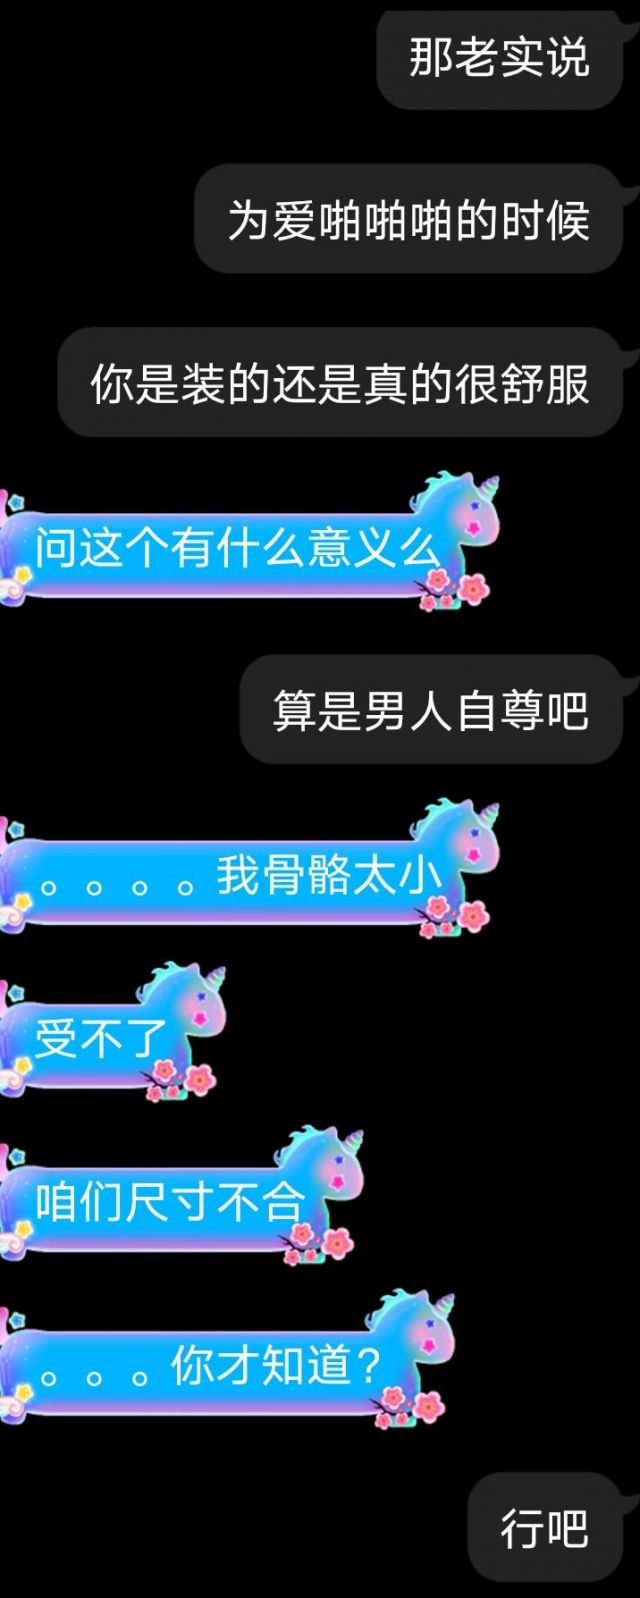 那老实说
为爱啪啪啪的时候
你是装的还是真的很舒服
问这个有什么意义么
算是男人自尊吧
。。。。我骨骼太小
受不了
咱们尺寸不合
。。。你才知道?
行吧